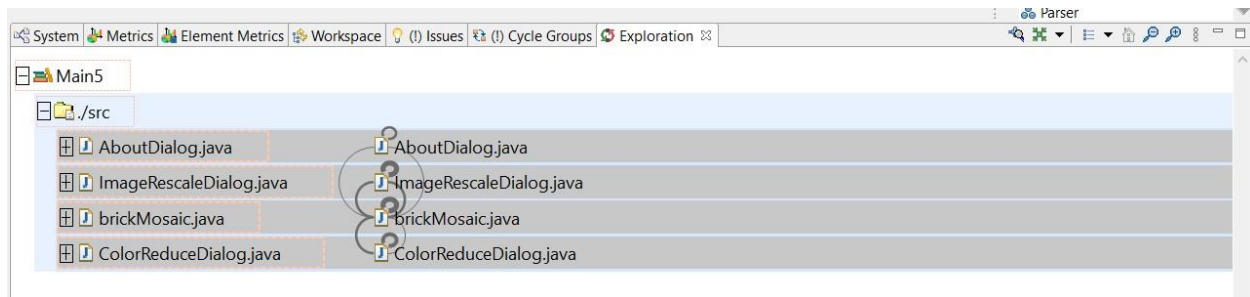 Parser
System Metrics Element Metrics Workspace (!) Issues (!) Cycle Groups Exploration
Main5
./src
AboutDialog.java AboutDialog.java
ImageRescaleDialog.java ImageRescaleDialog.java
brickMosaic.java brickMosaic.java
ColorReduceDialog.java ColorReduceDialog.java